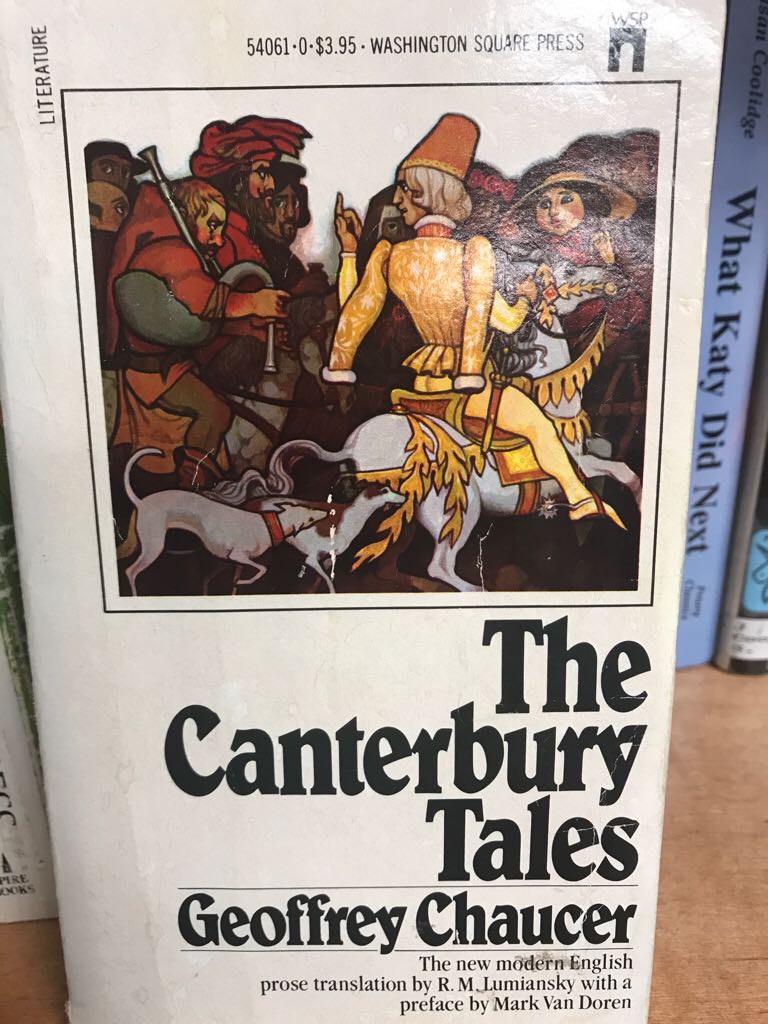 LITERATURE
54061·0·$3.95 · WASHINGTON SQUARE PRESS
WSP
The
Canterbury
Tales
Geoffrey Chaucer
The new modern English
prose translation by R. M. Lumiansky with a
preface by Mark Van Doren
Coolidge
What Katy Did Next